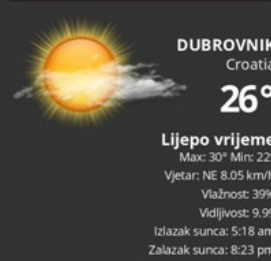 DUBROVNIK
Croatia
26°
Lijepo vrijeme
Max: 30° Min: 22°
Vjetar: NE 8.05 km/h
Vlažnost: 39%
Vidljivost: 9.99
Izlazak sunca: 5:18 am
Zalazak sunca: 8:23 pm